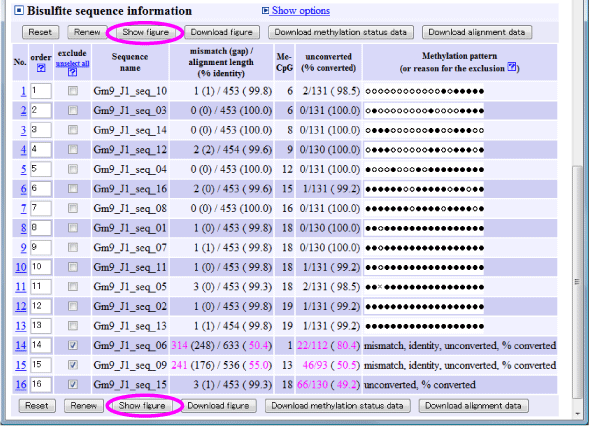 Bisulfite sequence information Show options
Reset Renew Show figure Download figure Download methylation status data Download alignment data
No. order ? exclude unselect all ? Sequence name mismatch (gap) / alignment length (% identity) Me-CpG unconverted (% converted) Methylation pattern (or reason for the exclusion ?)
1 1 Gm9_J1_seq_10 1 (1) / 453 ( 99.8) 6 2/131 ( 98.5)
2 2 Gm9_J1_seq_03 0 (0) / 453 (100.0) 6 0/131 (100.0)
3 3 Gm9_J1_seq_14 0 (0) / 453 (100.0) 8 0/131 (100.0)
4 4 Gm9_J1_seq_12 2 (2) / 454 ( 99.6) 9 0/130 (100.0)
5 5 Gm9_J1_seq_04 0 (0) / 453 (100.0) 12 0/131 (100.0)
6 6 Gm9_J1_seq_16 2 (0) / 453 ( 99.6) 15 1/131 ( 99.2)
7 7 Gm9_J1_seq_08 0 (0) / 453 (100.0) 16 0/131 (100.0)
8 8 Gm9_J1_seq_01 1 (0) / 453 ( 99.8) 18 0/130 (100.0)
9 9 Gm9_J1_seq_07 1 (1) / 453 ( 99.8) 18 0/130 (100.0)
10 10 Gm9_J1_seq_11 1 (0) / 453 ( 99.8) 18 1/131 ( 99.2)
11 11 Gm9_J1_seq_05 3 (0) / 453 ( 99.3) 18 2/131 ( 98.5)
12 12 Gm9_J1_seq_02 1 (0) / 453 ( 99.8) 19 1/131 ( 99.2)
13 13 Gm9_J1_seq_13 1 (1) / 454 ( 99.8) 19 1/131 ( 99.2)
14 14 Gm9_J1_seq_06 314 (248) / 633 ( 50.4) 1 22/112 ( 80.4) mismatch, identity, unconverted, % converted
15 15 Gm9_J1_seq_09 241 (176) / 536 ( 55.0) 13 46/93 ( 50.5) mismatch, identity, unconverted, % converted
16 16 Gm9_J1_seq_15 3 (1) / 453 ( 99.3) 18 66/130 ( 49.2) unconverted, % converted
Reset Renew Show figure Download figure Download methylation status data Download alignment data